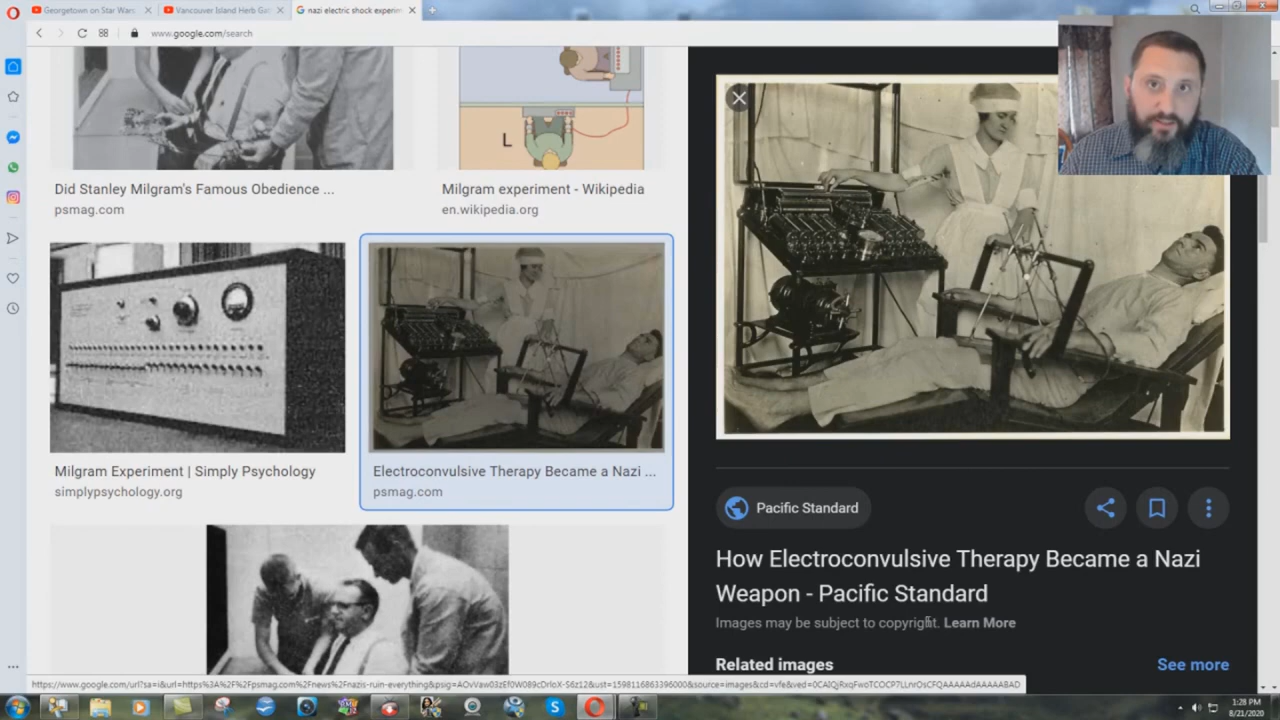 Georgetown on Star Wars
Vancouver Island Herb Ga
nazi electric shock experim
www.google.com/search
L
Did Stanley Milgram's Famous Obedience ...
psmag.com
Milgram experiment - Wikipedia
en.wikipedia.org
Milgram Experiment | Simply Psychology
simplypsychology.org
Electroconvulsive Therapy Became a Nazi ...
psmag.com
Pacific Standard
How Electroconvulsive Therapy Became a Nazi
Weapon - Pacific Standard
Images may be subject to copyright. Learn More
Related images
See more
1:28 PM
8/21/2020